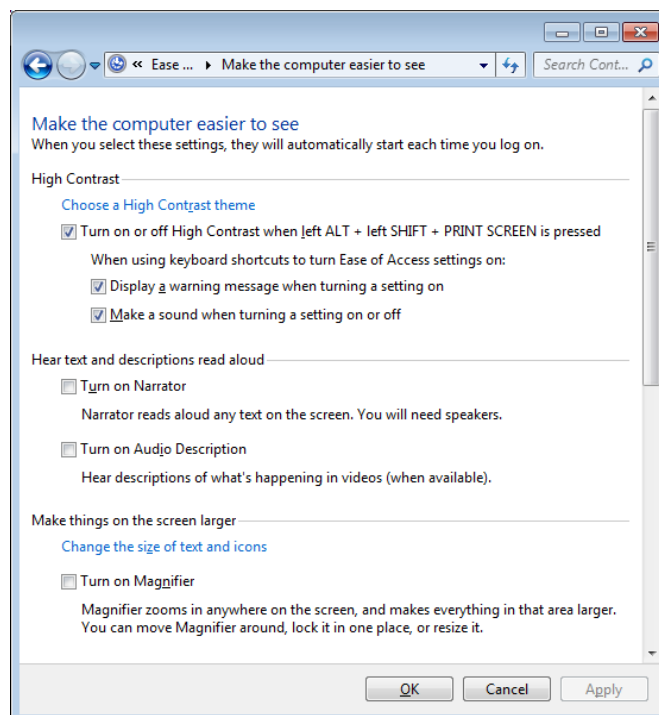 « Ease ... ▸ Make the computer easier to see
Search Cont...
Make the computer easier to see
When you select these settings, they will automatically start each time you log on.
High Contrast
Choose a High Contrast theme
Turn on or off High Contrast when left ALT + left SHIFT + PRINT SCREEN is pressed
When using keyboard shortcuts to turn Ease of Access settings on:
Display a warning message when turning a setting on
Make a sound when turning a setting on or off
Hear text and descriptions read aloud
Turn on Narrator
Narrator reads aloud any text on the screen. You will need speakers.
Turn on Audio Description
Hear descriptions of what's happening in videos (when available).
Make things on the screen larger
Change the size of text and icons
Turn on Magnifier
Magnifier zooms in anywhere on the screen, and makes everything in that area larger.
You can move Magnifier around, lock it in one place, or resize it.
OK Cancel Apply